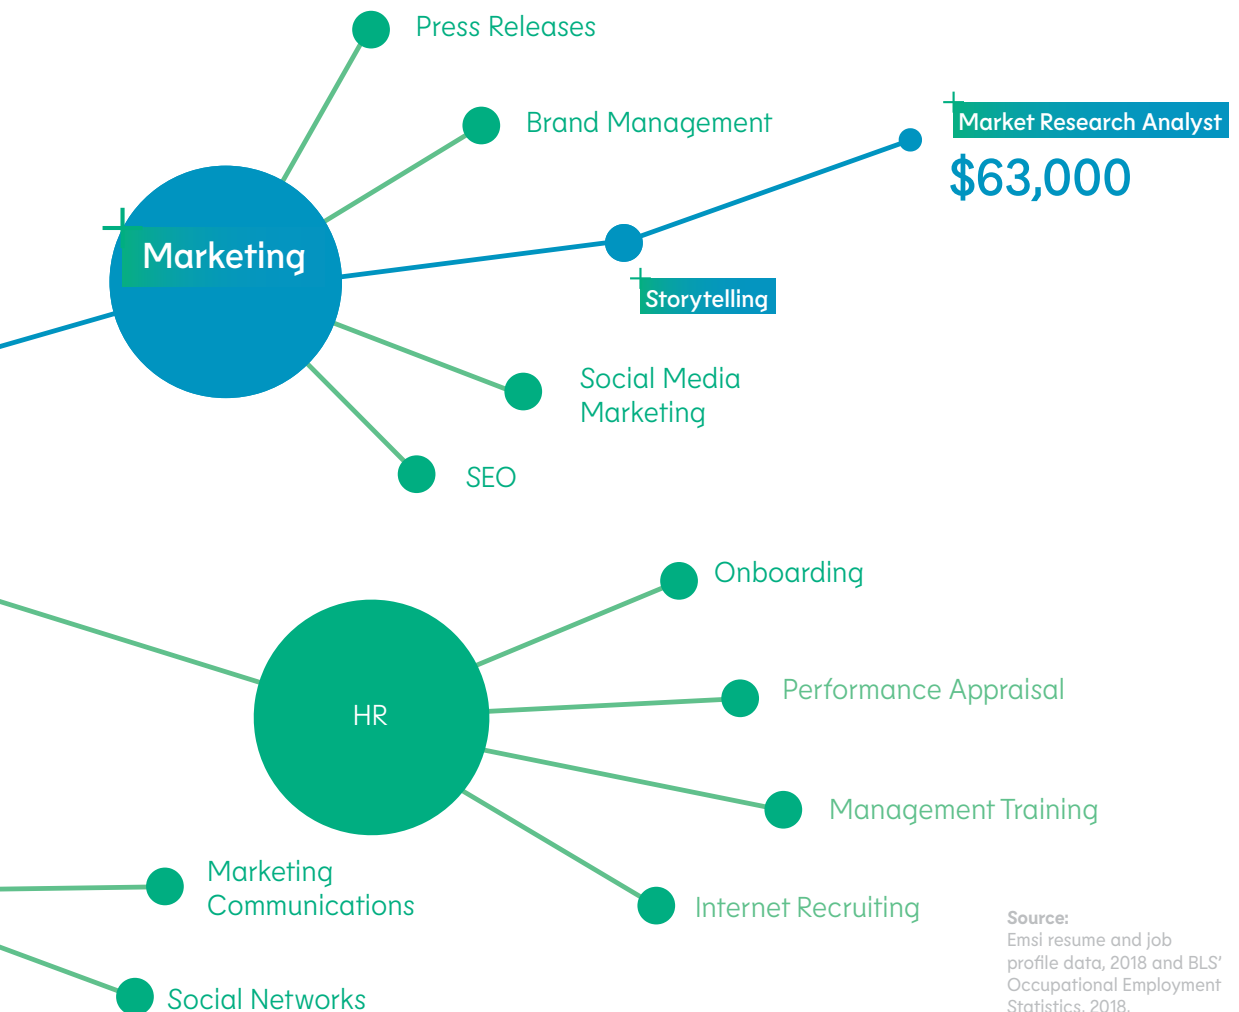 Press Releases
Brand Management
Market Research Analyst
$63,000
Marketing
Storytelling
Social Media
Marketing
SEO
Onboarding
Performance Appraisal
HR
Management Training
Marketing
Communications
Internet Recruiting
Social Networks
Source:
Emsi resume and job
profile data, 2018 and BLS’
Occupational Employment
Statistics, 2018.